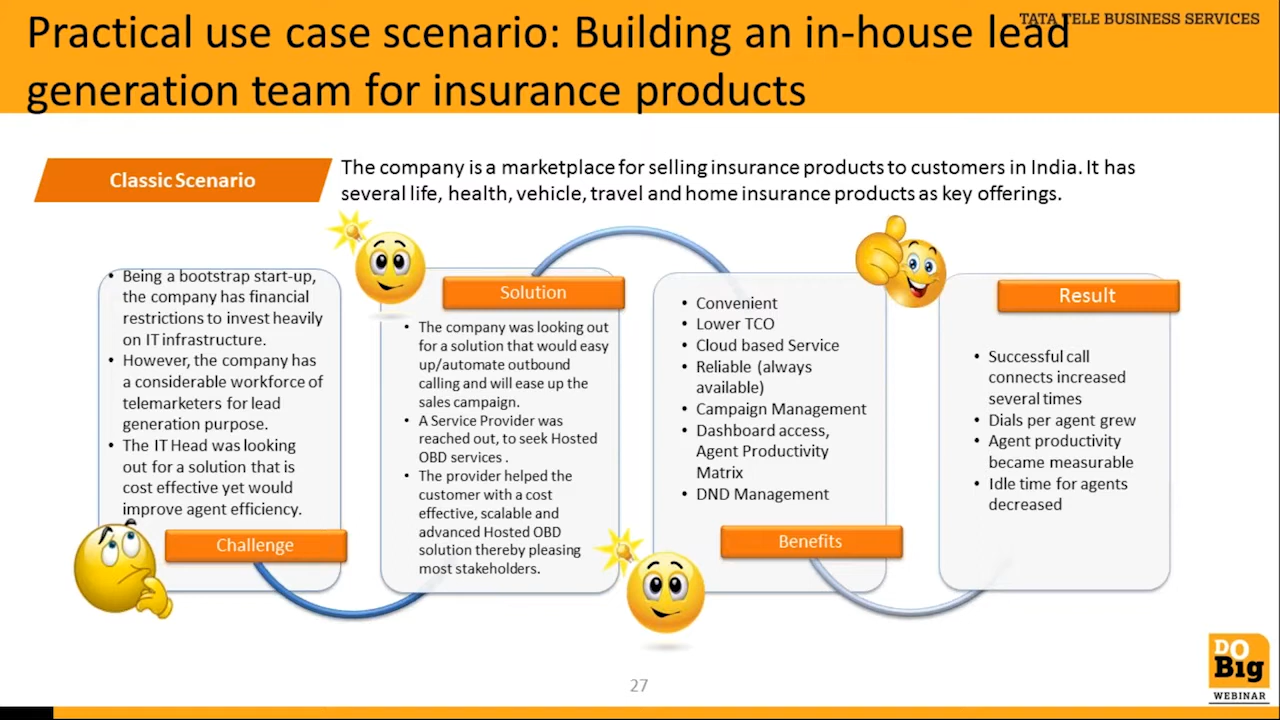 TATA TELE BUSINESS SERVICES
Practical use case scenario: Building an in-house lead
generation team for insurance products
Classic Scenario
The company is a marketplace for selling insurance products to customers in India. It has
several life, health, vehicle, travel and home insurance products as key offerings.
• Being a bootstrap start-up,
the company has financial
restrictions to invest heavily
on IT infrastructure.
• However, the company has
a considerable workforce of
telemarketers for lead
generation purpose.
• The IT Head was looking
out for a solution that is
cost effective yet would
improve agent efficiency.
Challenge
Solution
• The company was looking out
for a solution that would easy
up/automate outbound
calling and will ease up the
sales campaign.
• A Service Provider was
reached out, to seek Hosted
OBD services .
• The provider helped the
customer with a cost
effective, scalable and
advanced Hosted OBD
solution thereby pleasing
most stakeholders.
• Convenient
• Lower TCO
• Cloud based Service
• Reliable (always
available)
• Campaign Management
• Dashboard access,
Agent Productivity
Matrix
• DND Management
Benefits
Result
• Successful call
connects increased
several times
• Dials per agent grew
• Agent productivity
became measurable
• Idle time for agents
decreased
27
DO
Big
WEBINAR